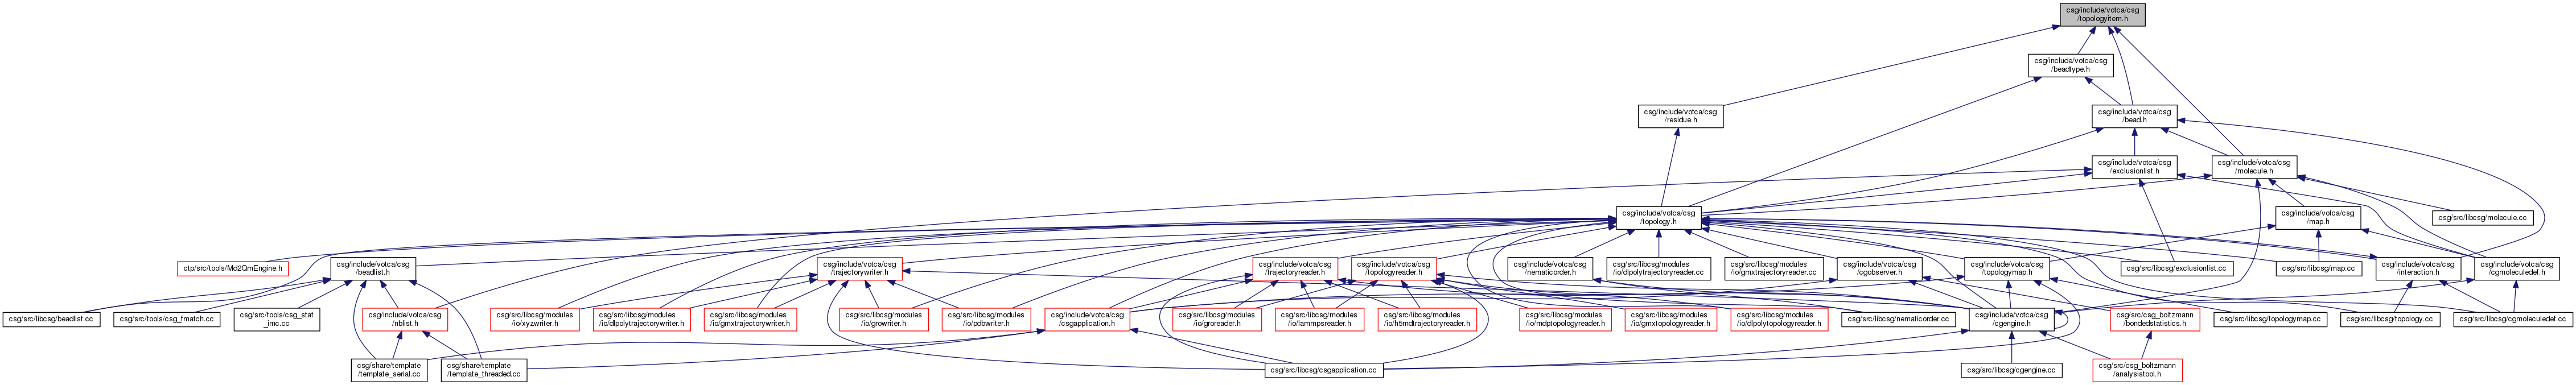 csg/include/votca/csg
/topologyitem.h
csg/include/votca/csg
/beadtype.h
csg/include/votca/csg
/residue.h
csg/include/votca/csg
/bead.h
csg/include/votca/csg
/exclusionlist.h
csg/include/votca/csg
/molecule.h
csg/include/votca/csg
/topology.h
csg/include/votca/csg
/map.h
csg/src/libcsg/molecule.cc
ctp/src/tools/Md2QmEngine.h
csg/include/votca/csg
/beadlist.h
csg/include/votca/csg
/trajectorywriter.h
csg/include/votca/csg
/trajectoryreader.h
csg/include/votca/csg
/topologyreader.h
csg/include/votca/csg
/nematicorder.h
csg/src/libcsg/modules
/io/dlpolytrajectoryreader.cc
csg/src/libcsg/modules
/io/gmxtrajectoryreader.cc
csg/include/votca/csg
/cgobserver.h
csg/include/votca/csg
/topologymap.h
csg/src/libcsg/exclusionlist.cc
csg/src/libcsg/map.cc
csg/include/votca/csg
/interaction.h
csg/include/votca/csg
/cgmoleculedef.h
csg/src/libcsg/beadlist.cc
csg/src/tools/csg_fmatch.cc
csg/src/tools/csg_stat
_imc.cc
csg/include/votca/csg
/nblist.h
csg/src/libcsg/modules
/io/xyzwriter.h
csg/src/libcsg/modules
/io/dlpolytrajectorywriter.h
csg/src/libcsg/modules
/io/gmxtrajectorywriter.h
csg/src/libcsg/modules
/io/growriter.h
csg/src/libcsg/modules
/io/pdbwriter.h
csg/include/votca/csg
/csgapplication.h
csg/src/libcsg/modules
/io/groreader.h
csg/src/libcsg/modules
/io/lammpsreader.h
csg/src/libcsg/modules
/io/h5mdtrajectoryreader.h
csg/src/libcsg/modules
/io/mdptopologyreader.h
csg/src/libcsg/modules
/io/gmxtopologyreader.h
csg/src/libcsg/modules
/io/dlpolytopologyreader.h
csg/src/libcsg/nematicorder.cc
csg/include/votca/csg
/cgengine.h
csg/src/csg_boltzmann
/bondedstatistics.h
csg/src/libcsg/topologymap.cc
csg/src/libcsg/topology.cc
csg/src/libcsg/cgmoleculedef.cc
csg/share/template
/template_serial.cc
csg/share/template
/template_threaded.cc
csg/src/libcsg/csgapplication.cc
csg/src/libcsg/cgengine.cc
csg/src/csg_boltzmann
/analysistool.h